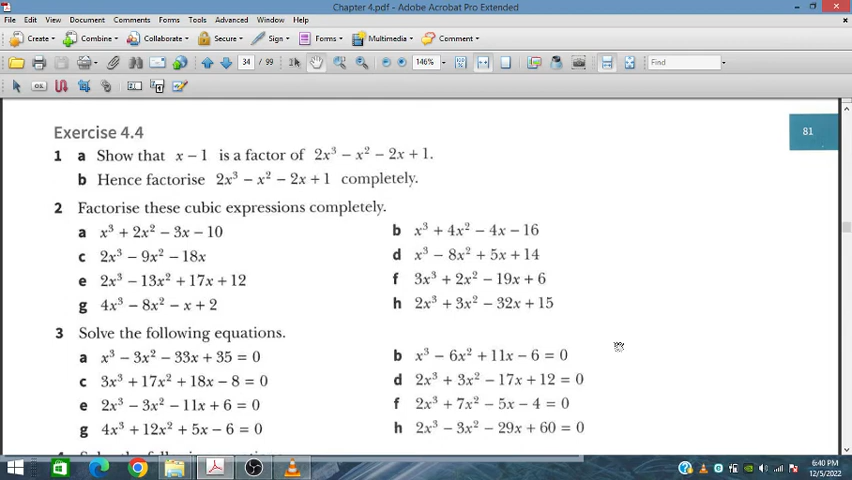 Chapter 4.pdf - Adobe Acrobat Pro Extended
File Edit View Document Comments Forms Tools Advanced Window Help
Create Combine Collaborate Secure Sign Forms Multimedia Comment
34 / 99 146% Find
81
Exercise 4.4
1 a Show that x − 1 is a factor of 2x³ − x² − 2x + 1.
b Hence factorise 2x³ − x² − 2x + 1 completely.
2 Factorise these cubic expressions completely.
a x³ + 2x² − 3x − 10 b x³ + 4x² − 4x − 16
c 2x³ − 9x² − 18x d x³ − 8x² + 5x + 14
e 2x³ − 13x² + 17x + 12 f 3x³ + 2x² − 19x + 6
g 4x³ − 8x² − x + 2 h 2x³ + 3x² − 32x + 15
3 Solve the following equations.
a x³ − 3x² − 33x + 35 = 0 b x³ − 6x² + 11x − 6 = 0
c 3x³ + 17x² + 18x − 8 = 0 d 2x³ + 3x² − 17x + 12 = 0
e 2x³ − 3x² − 11x + 6 = 0 f 2x³ + 7x² − 5x − 4 = 0
g 4x³ + 12x² + 5x − 6 = 0 h 2x³ − 3x² − 29x + 60 = 0
6:40 PM
12/5/2022